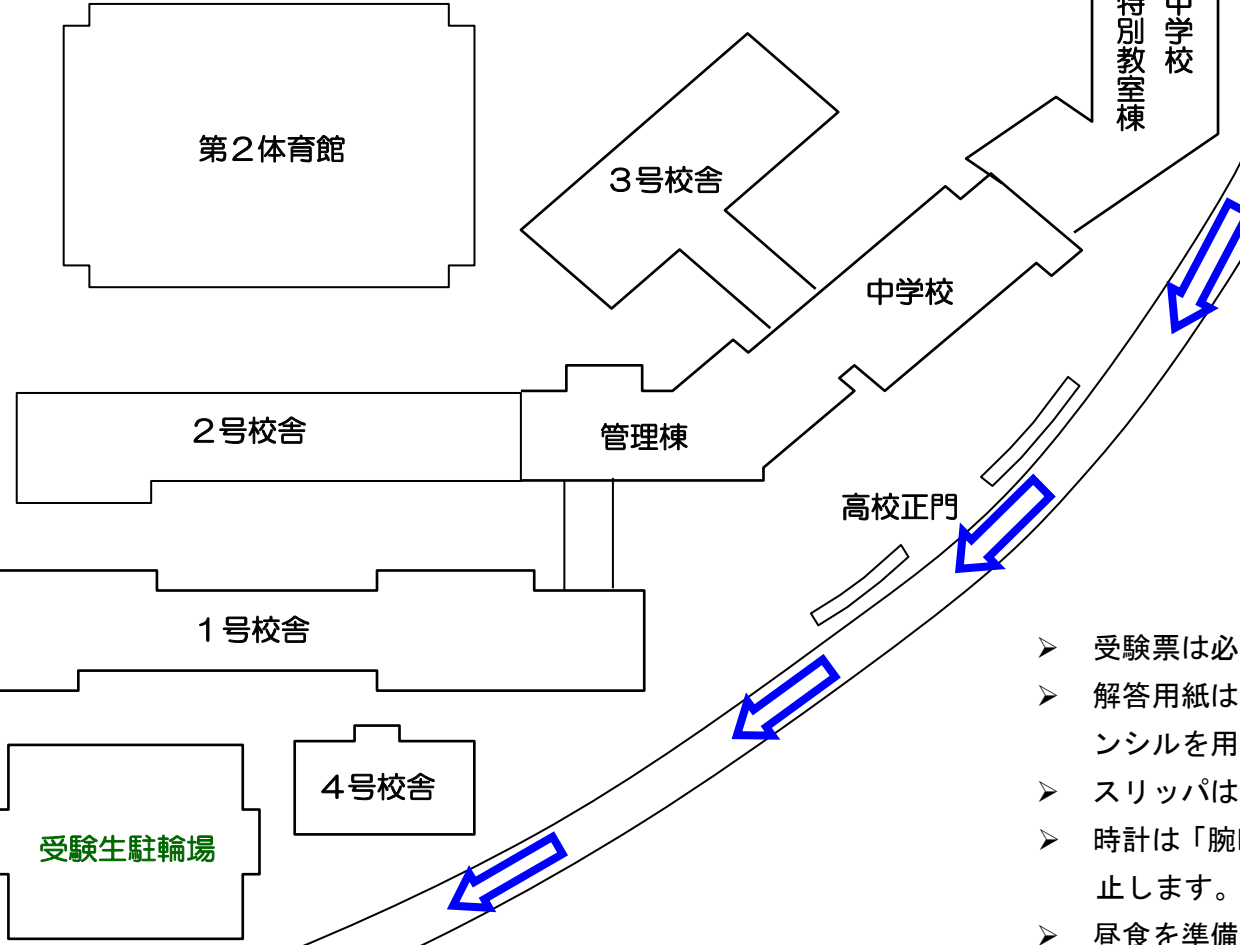 中学校
特別教室棟
第２体育館
３号校舎
中学校
２号校舎
管理棟
高校正門
１号校舎
４号校舎
受験生駐輪場
➢ 受験票は必
➢ 解答用紙は
ンシルを用
➢ スリッパは
➢ 時計は「腕
止します。
➢ 昼食を準備